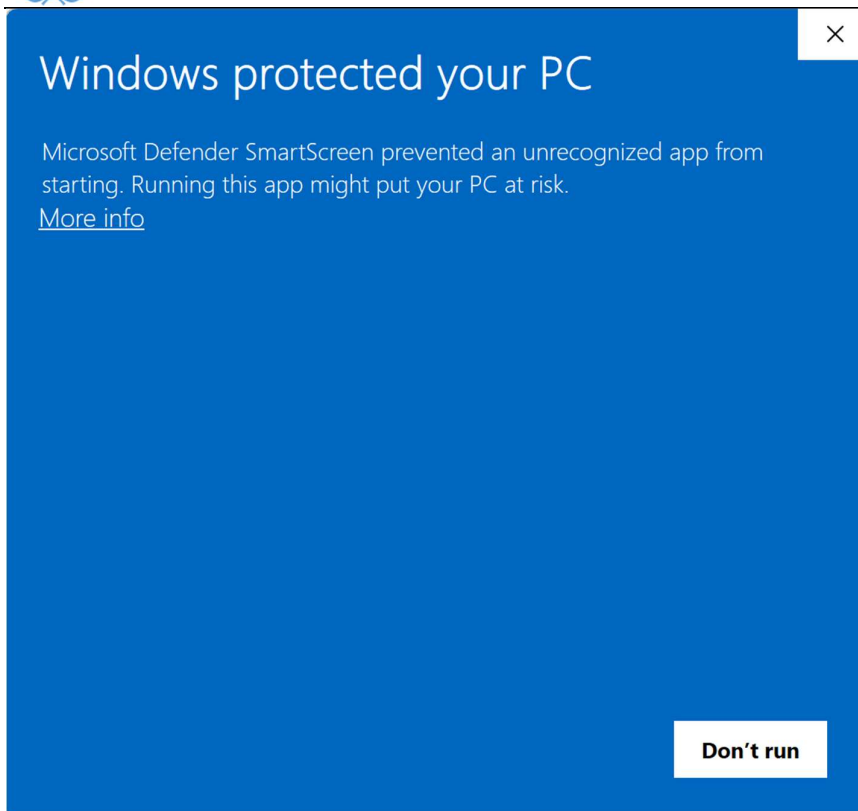 Windows protected your PC
Microsoft Defender SmartScreen prevented an unrecognized app from
starting. Running this app might put your PC at risk.
More info
Don't run